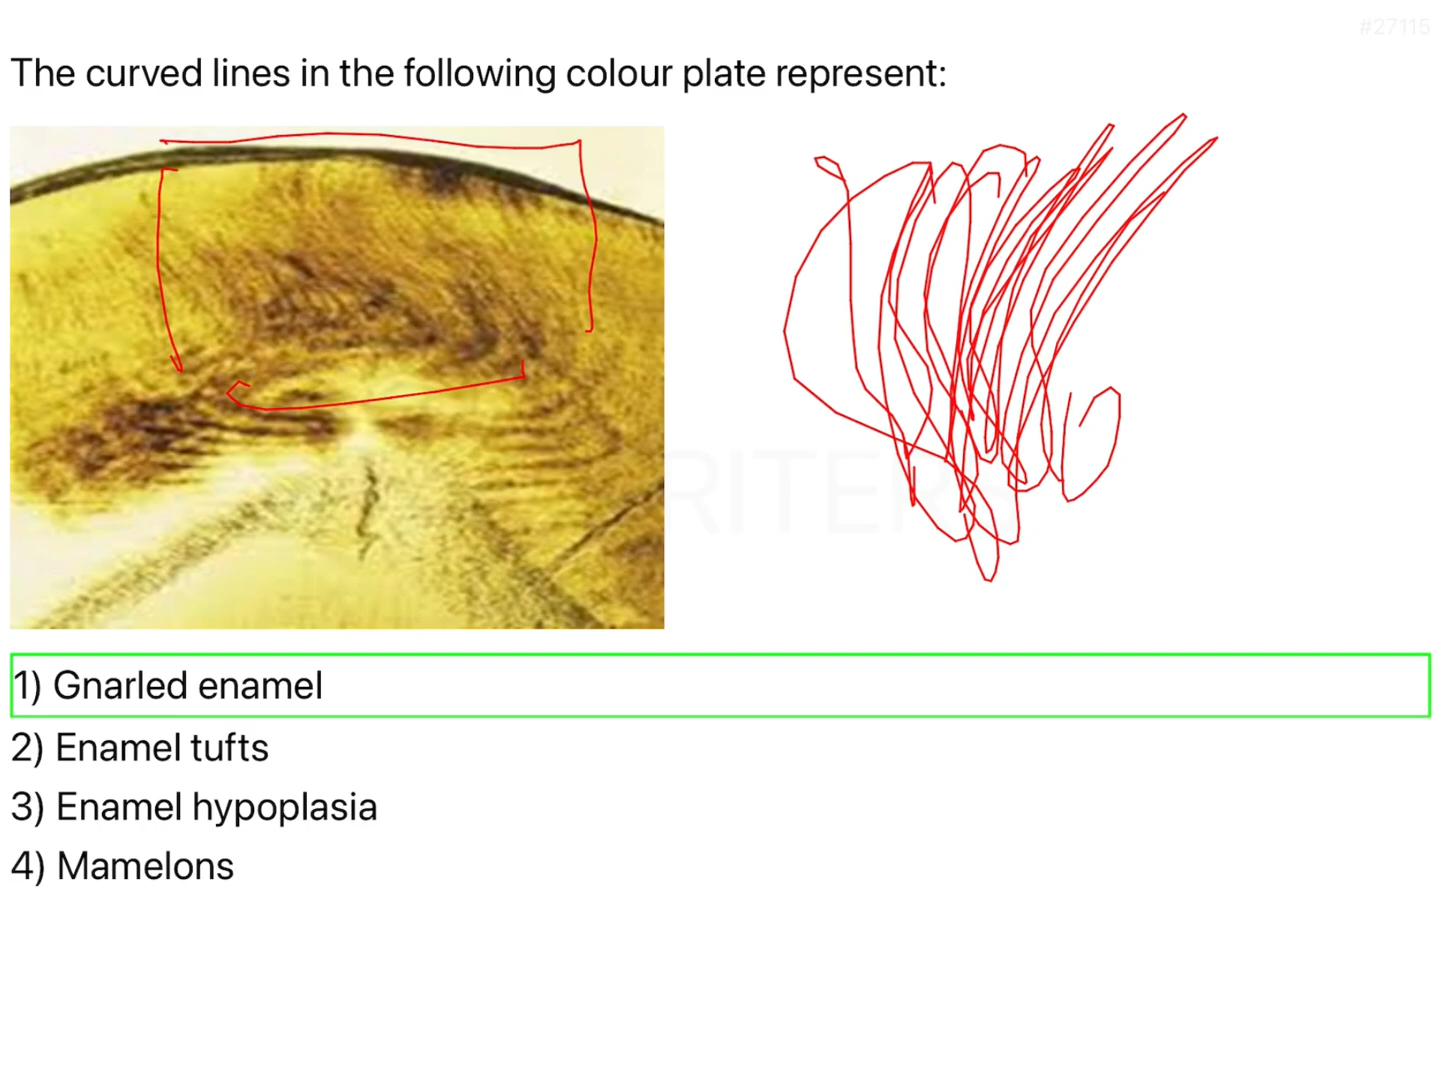 #27115
The curved lines in the following colour plate represent:
1) Gnarled enamel
2) Enamel tufts
3) Enamel hypoplasia
4) Mamelons